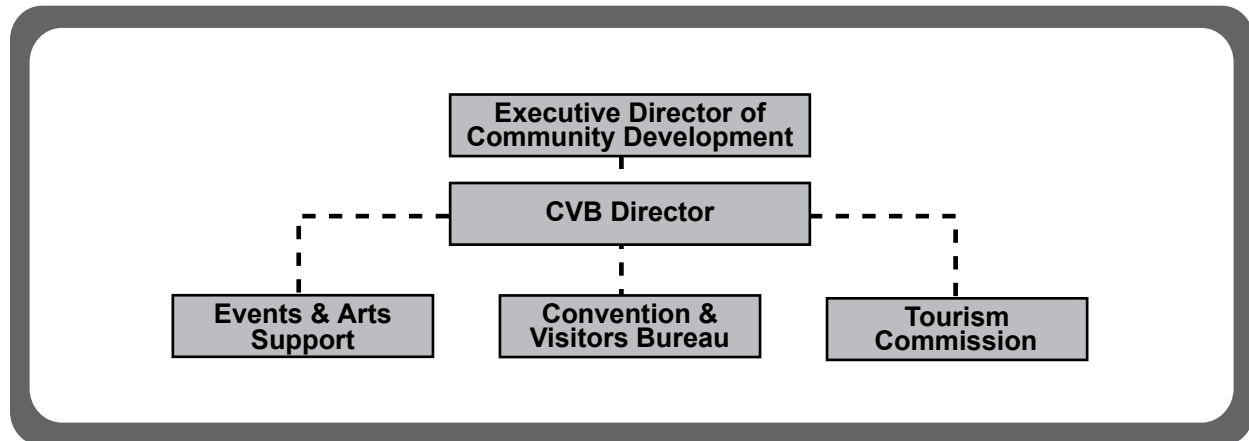 Executive Director of
Community Development
CVB Director
Events & Arts
Support
Convention &
Visitors Bureau
Tourism
Commission